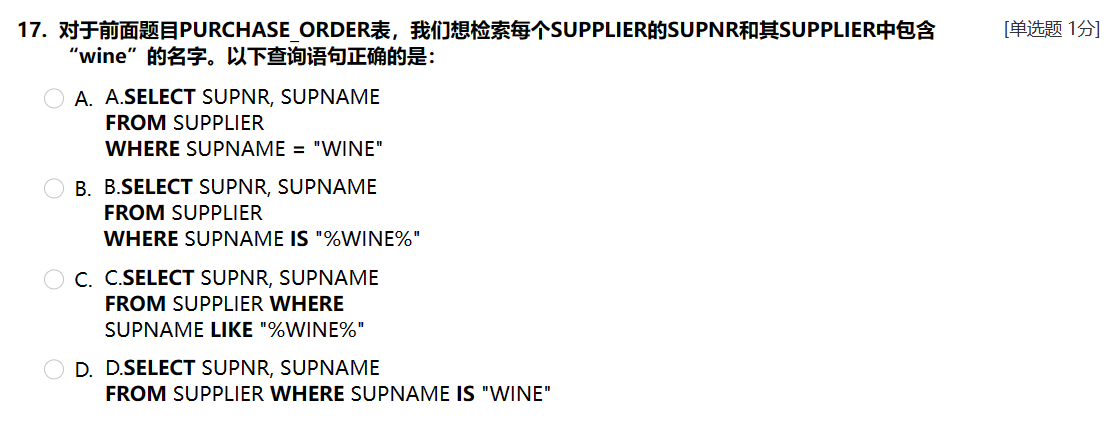 17. 对于前面题目PURCHASE_ORDER表，我们想检索每个SUPPLIER的SUPNR和其SUPPLIER中包含 [单选题 1分]
“wine”的名字。以下查询语句正确的是：
A. A.SELECT SUPNR, SUPNAME
FROM SUPPLIER
WHERE SUPNAME = "WINE"
B. B.SELECT SUPNR, SUPNAME
FROM SUPPLIER
WHERE SUPNAME IS "%WINE%"
C. C.SELECT SUPNR, SUPNAME
FROM SUPPLIER WHERE
SUPNAME LIKE "%WINE%"
D. D.SELECT SUPNR, SUPNAME
FROM SUPPLIER WHERE SUPNAME IS "WINE"